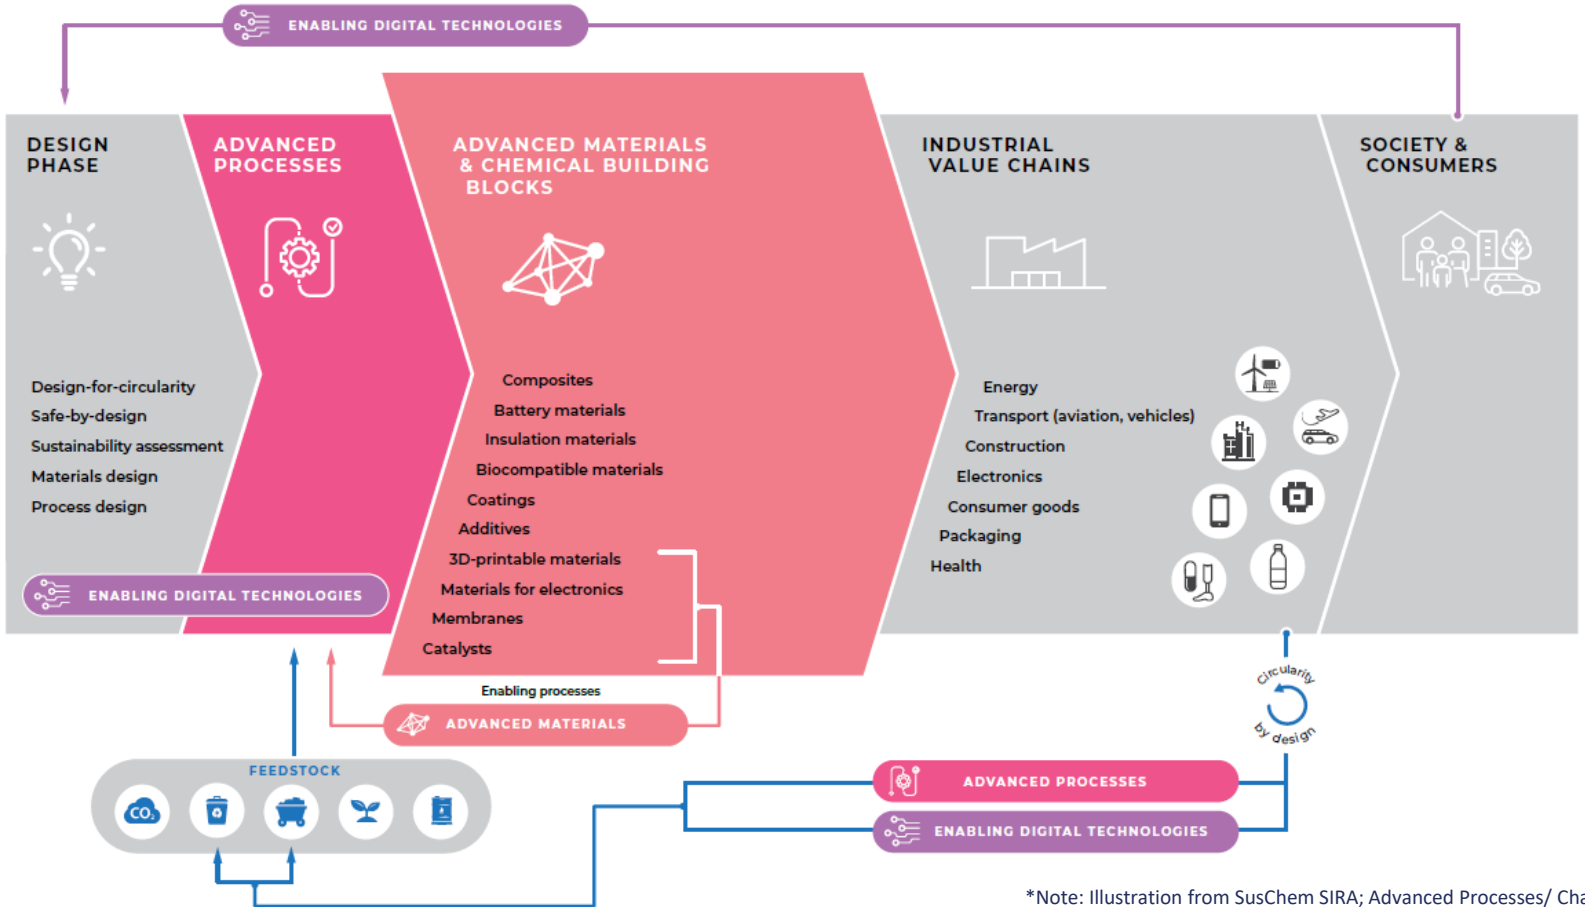 ENABLING DIGITAL TECHNOLOGIES
DESIGN
PHASE
Design-for-circularity
Safe-by-design
Sustainability assessment
Materials design
Process design
ADVANCED
PROCESSES
ENABLING DIGITAL TECHNOLOGIES
ADVANCED MATERIALS
& CHEMICAL BUILDING
BLOCKS
Composites
Battery materials
Insulation materials
Biocompatible materials
Coatings
Additives
3D-printable materials
Materials for electronics
Membranes
Catalysts
INDUSTRIAL
VALUE CHAINS
Energy
Transport (aviation, vehicles)
Construction
Electronics
Consumer goods
Packaging
Health
H₂
SOCIETY &
CONSUMERS
Enabling processes
ADVANCED MATERIALS
Circularity
by design
FEEDSTOCK
CO₂
ADVANCED PROCESSES
ENABLING DIGITAL TECHNOLOGIES
*Note: Illustration from SusChem SIRA; Advanced Processes/ Cha